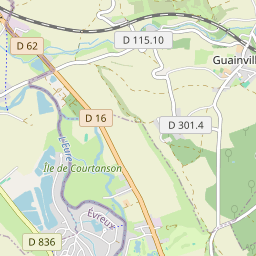 D 115.10
D 62
Guainvill
D 16
D 301.4
L'Eure
Île de Courtanson
Évreux
D 836